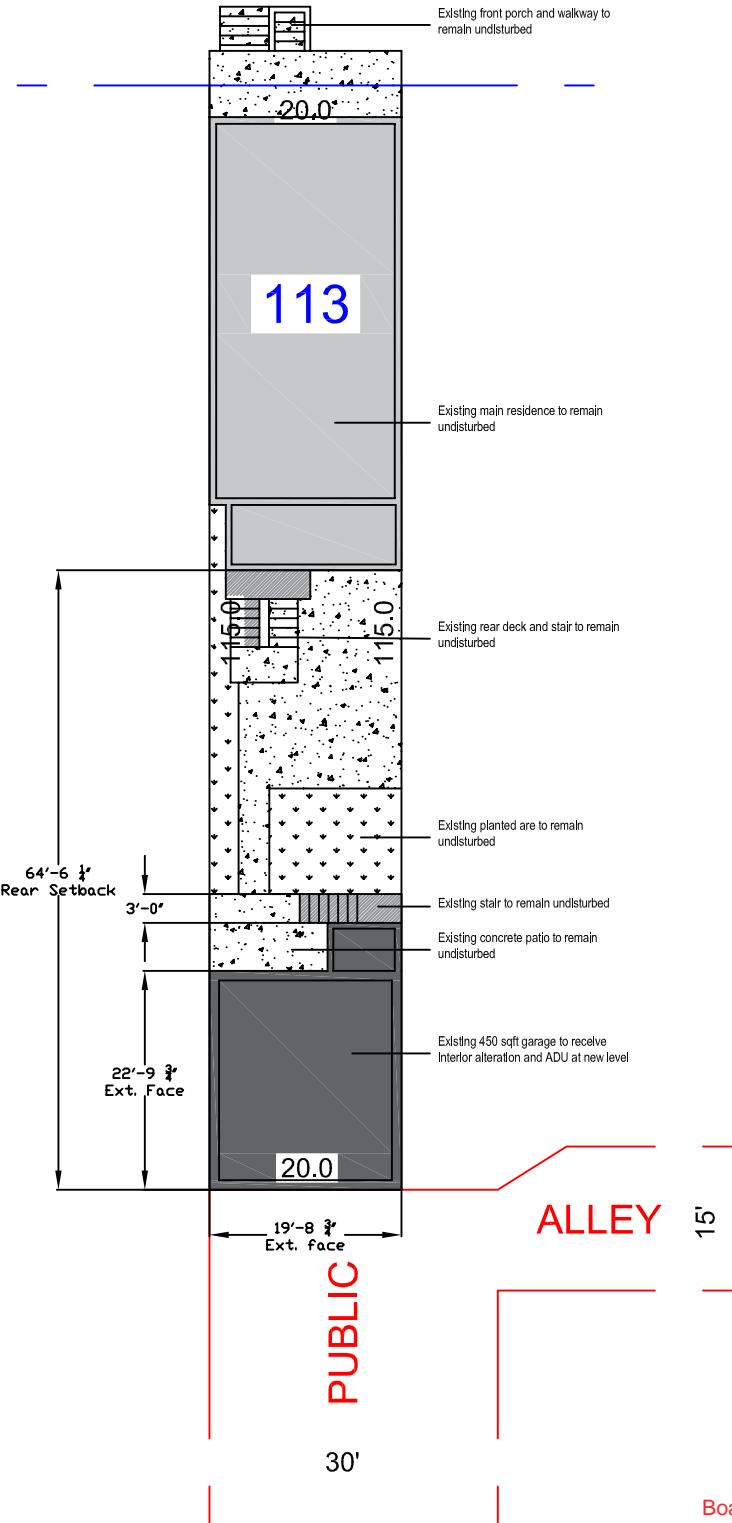 Existing front porch and walkway to
remain undisturbed
20.0
113
Existing main residence to remain
undisturbed
115.0
115.0
Existing rear deck and stair to remain
undisturbed
Existing planted are to remain
undisturbed
64'-6 1/4"
Rear Setback
3'-0"
Existing stair to remain undisturbed
Existing concrete patio to remain
undisturbed
Existing 450 sqft garage to receive
interior alteration and ADU at new level
22'-9 3/4"
Ext. Face
20.0
19'-8 3/4"
Ext. face
ALLEY
15'
PUBLIC
30'
Boa